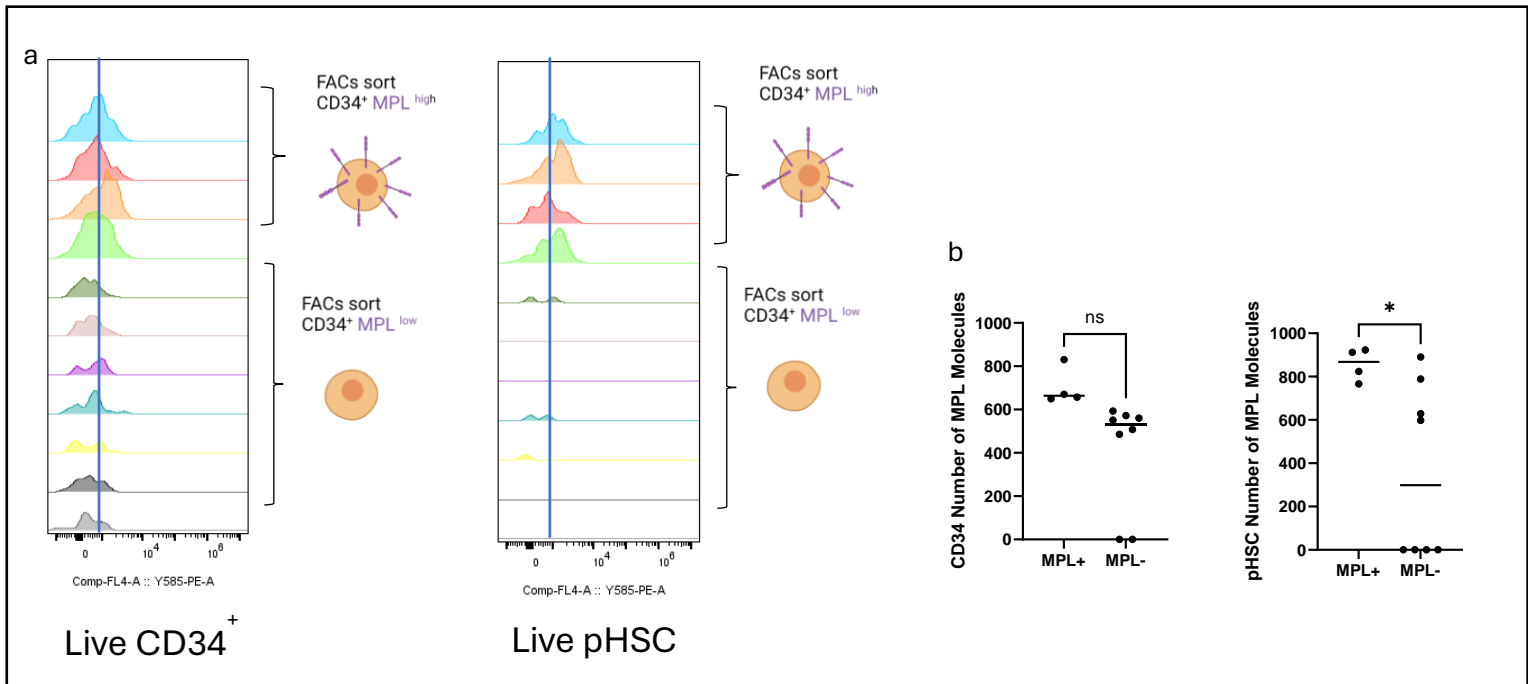 a
FACs sort
CD34+ MPL high
FACs sort
CD34+ MPL low
0
10^4
10^6
Comp-FL4-A :: Y585-PE-A
Live CD34+
FACs sort
CD34+ MPL high
FACs sort
CD34+ MPL low
0
10^4
10^6
Comp-FL4-A :: Y585-PE-A
Live pHSC
b
CD34 Number of MPL Molecules
1000
800
600
400
200
0
ns
MPL+
MPL-
pHSC Number of MPL Molecules
1000
800
600
400
200
0
*
MPL+
MPL-